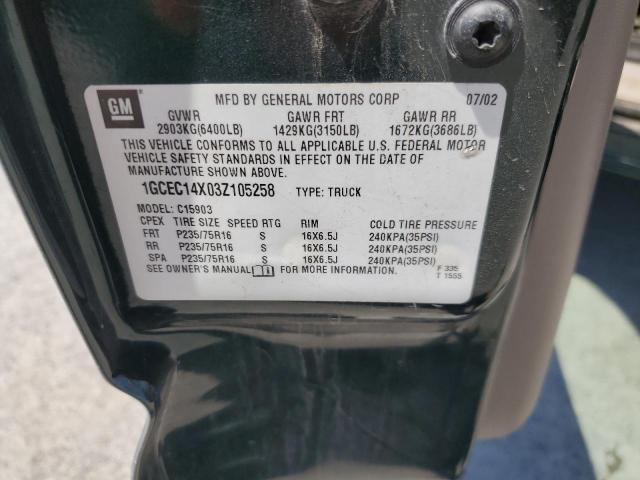 GM
MFD BY GENERAL MOTORS CORP 07/02
GVWR GAWR FRT GAWR RR
2903KG(6400LB) 1429KG(3150LB) 1672KG(3686LB)
THIS VEHICLE CONFORMS TO ALL APPLICABLE U.S. FEDERAL MOTOR
VEHICLE SAFETY STANDARDS IN EFFECT ON THE DATE OF
MANUFACTURE SHOWN ABOVE.
1GCEC14X03Z105258 TYPE: TRUCK
MODEL: C15903
CPEX TIRE SIZE SPEED RTG RIM COLD TIRE PRESSURE
FRT P235/75R16 S 16X6.5J 240KPA(35PSI)
RR P235/75R16 S 16X6.5J 240KPA(35PSI)
SPA P235/75R16 S 16X6.5J 240KPA(35PSI)
SEE OWNER'S MANUAL FOR MORE INFORMATION. F 335
T 1555